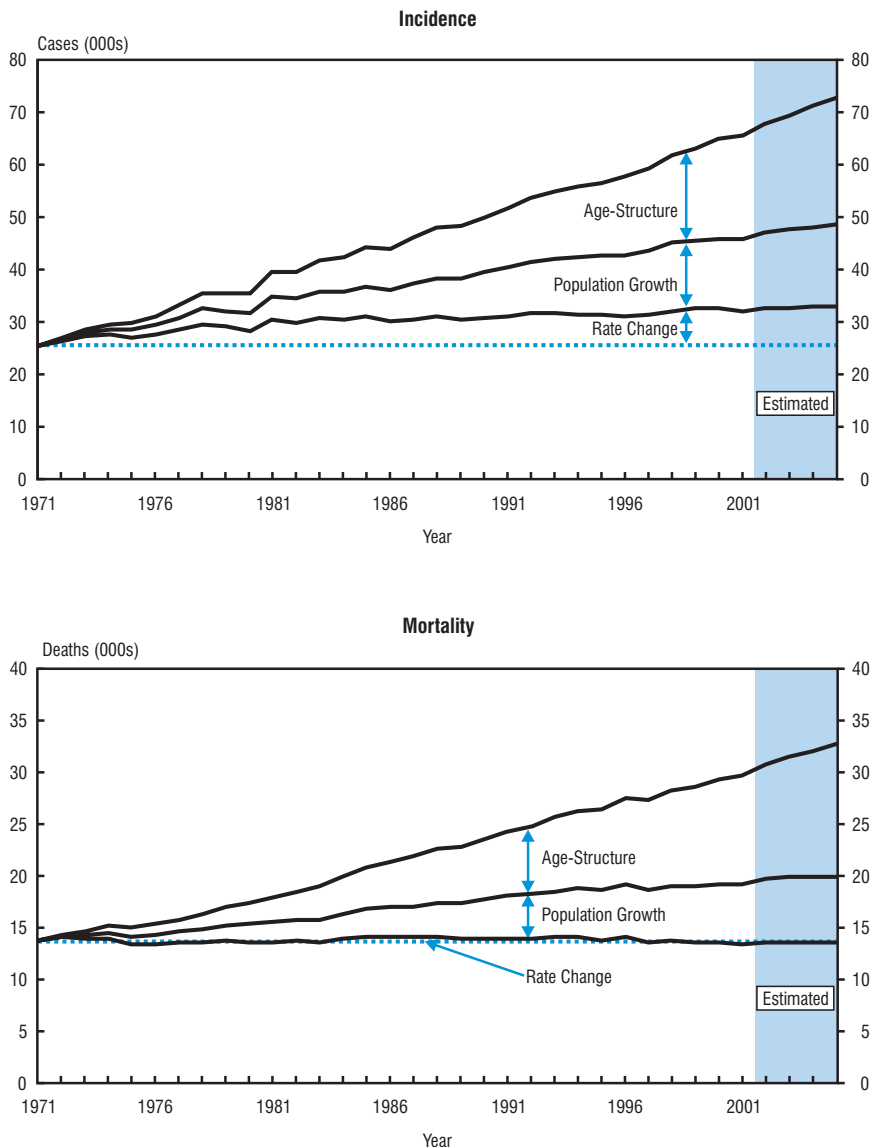 Incidence
Cases (000s)
80 80
70 70
60 60
Age-Structure
50 50
40 40
Population Growth
30 30
Rate Change
20 20
Estimated
10 10
0 0
1971 1976 1981 1986 1991 1996 2001
Year
Mortality
Deaths (000s)
40 40
35 35
30 30
25 25
Age-Structure
20 20
Population Growth
15 15
Rate Change
10 10
Estimated
5 5
0 0
1971 1976 1981 1986 1991 1996 2001
Year